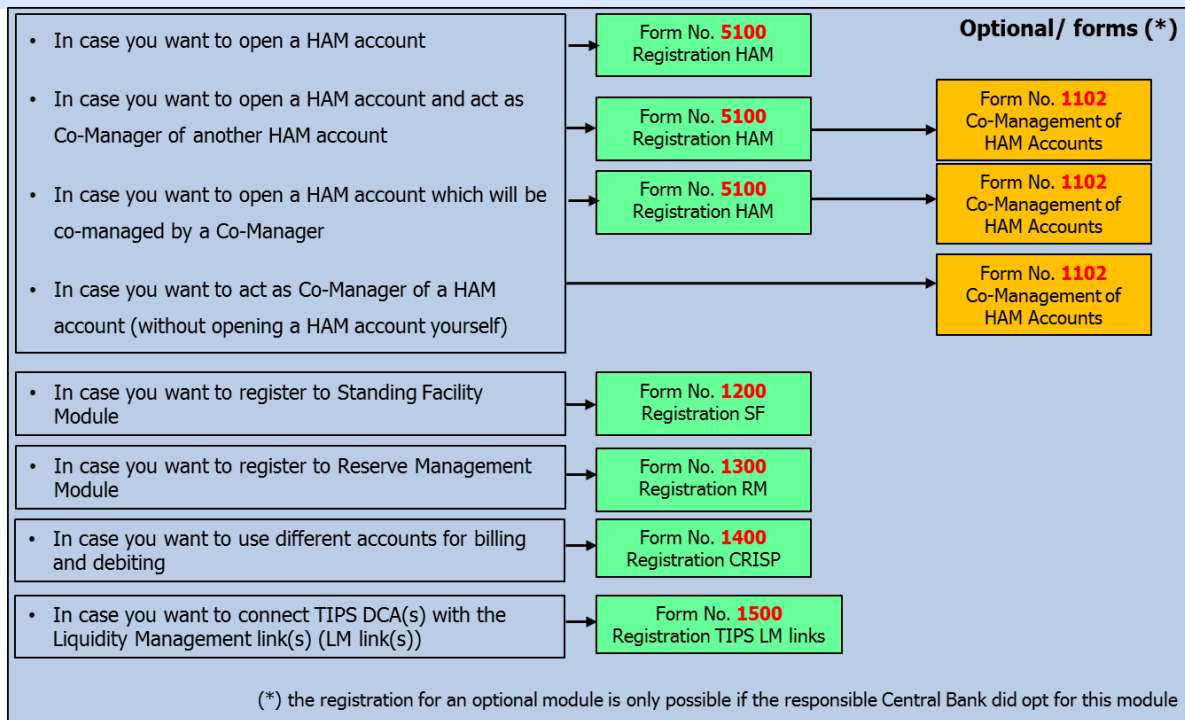 Optional/ forms (*)
• In case you want to open a HAM account
Form No. 5100
Registration HAM
• In case you want to open a HAM account and act as
Co-Manager of another HAM account
Form No. 5100
Registration HAM
Form No. 1102
Co-Management of
HAM Accounts
• In case you want to open a HAM account which will be
co-managed by a Co-Manager
Form No. 5100
Registration HAM
Form No. 1102
Co-Management of
HAM Accounts
• In case you want to act as Co-Manager of a HAM
account (without opening a HAM account yourself)
Form No. 1102
Co-Management of
HAM Accounts
• In case you want to register to Standing Facility
Module
Form No. 1200
Registration SF
• In case you want to register to Reserve Management
Module
Form No. 1300
Registration RM
• In case you want to use different accounts for billing
and debiting
Form No. 1400
Registration CRISP
• In case you want to connect TIPS DCA(s) with the
Liquidity Management link(s) (LM link(s))
Form No. 1500
Registration TIPS LM links
(*) the registration for an optional module is only possible if the responsible Central Bank did opt for this module